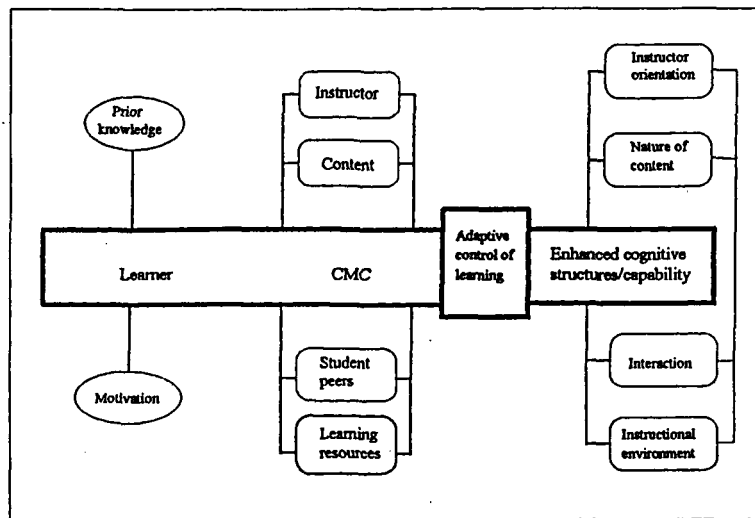 Prior
knowledge
Instructor
Content
Instructor
orientation
Nature of
content
Learner
CMC
Adaptive
control of
learning
Enhanced cognitive
structures/capability
Motivation
Student
peers
Learning
resources
Interaction
Instructional
environment